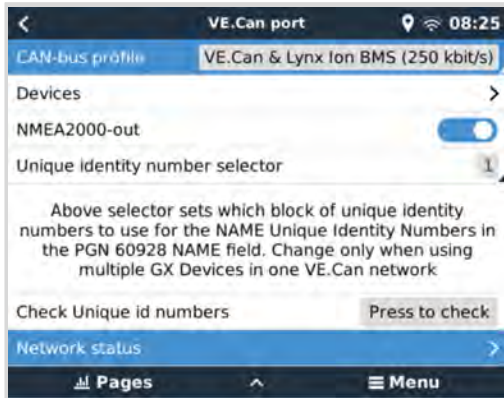 VE.Can port 08:25
CAN-bus profile VE.Can & Lynx Ion BMS (250 kbit/s)
Devices
NMEA2000-out
Unique identity number selector 1
Above selector sets which block of unique identity
numbers to use for the NAME Unique Identity Numbers in
the PGN 60928 NAME field. Change only when using
multiple GX Devices in one VE.Can network
Check Unique id numbers Press to check
Network status
Pages Menu